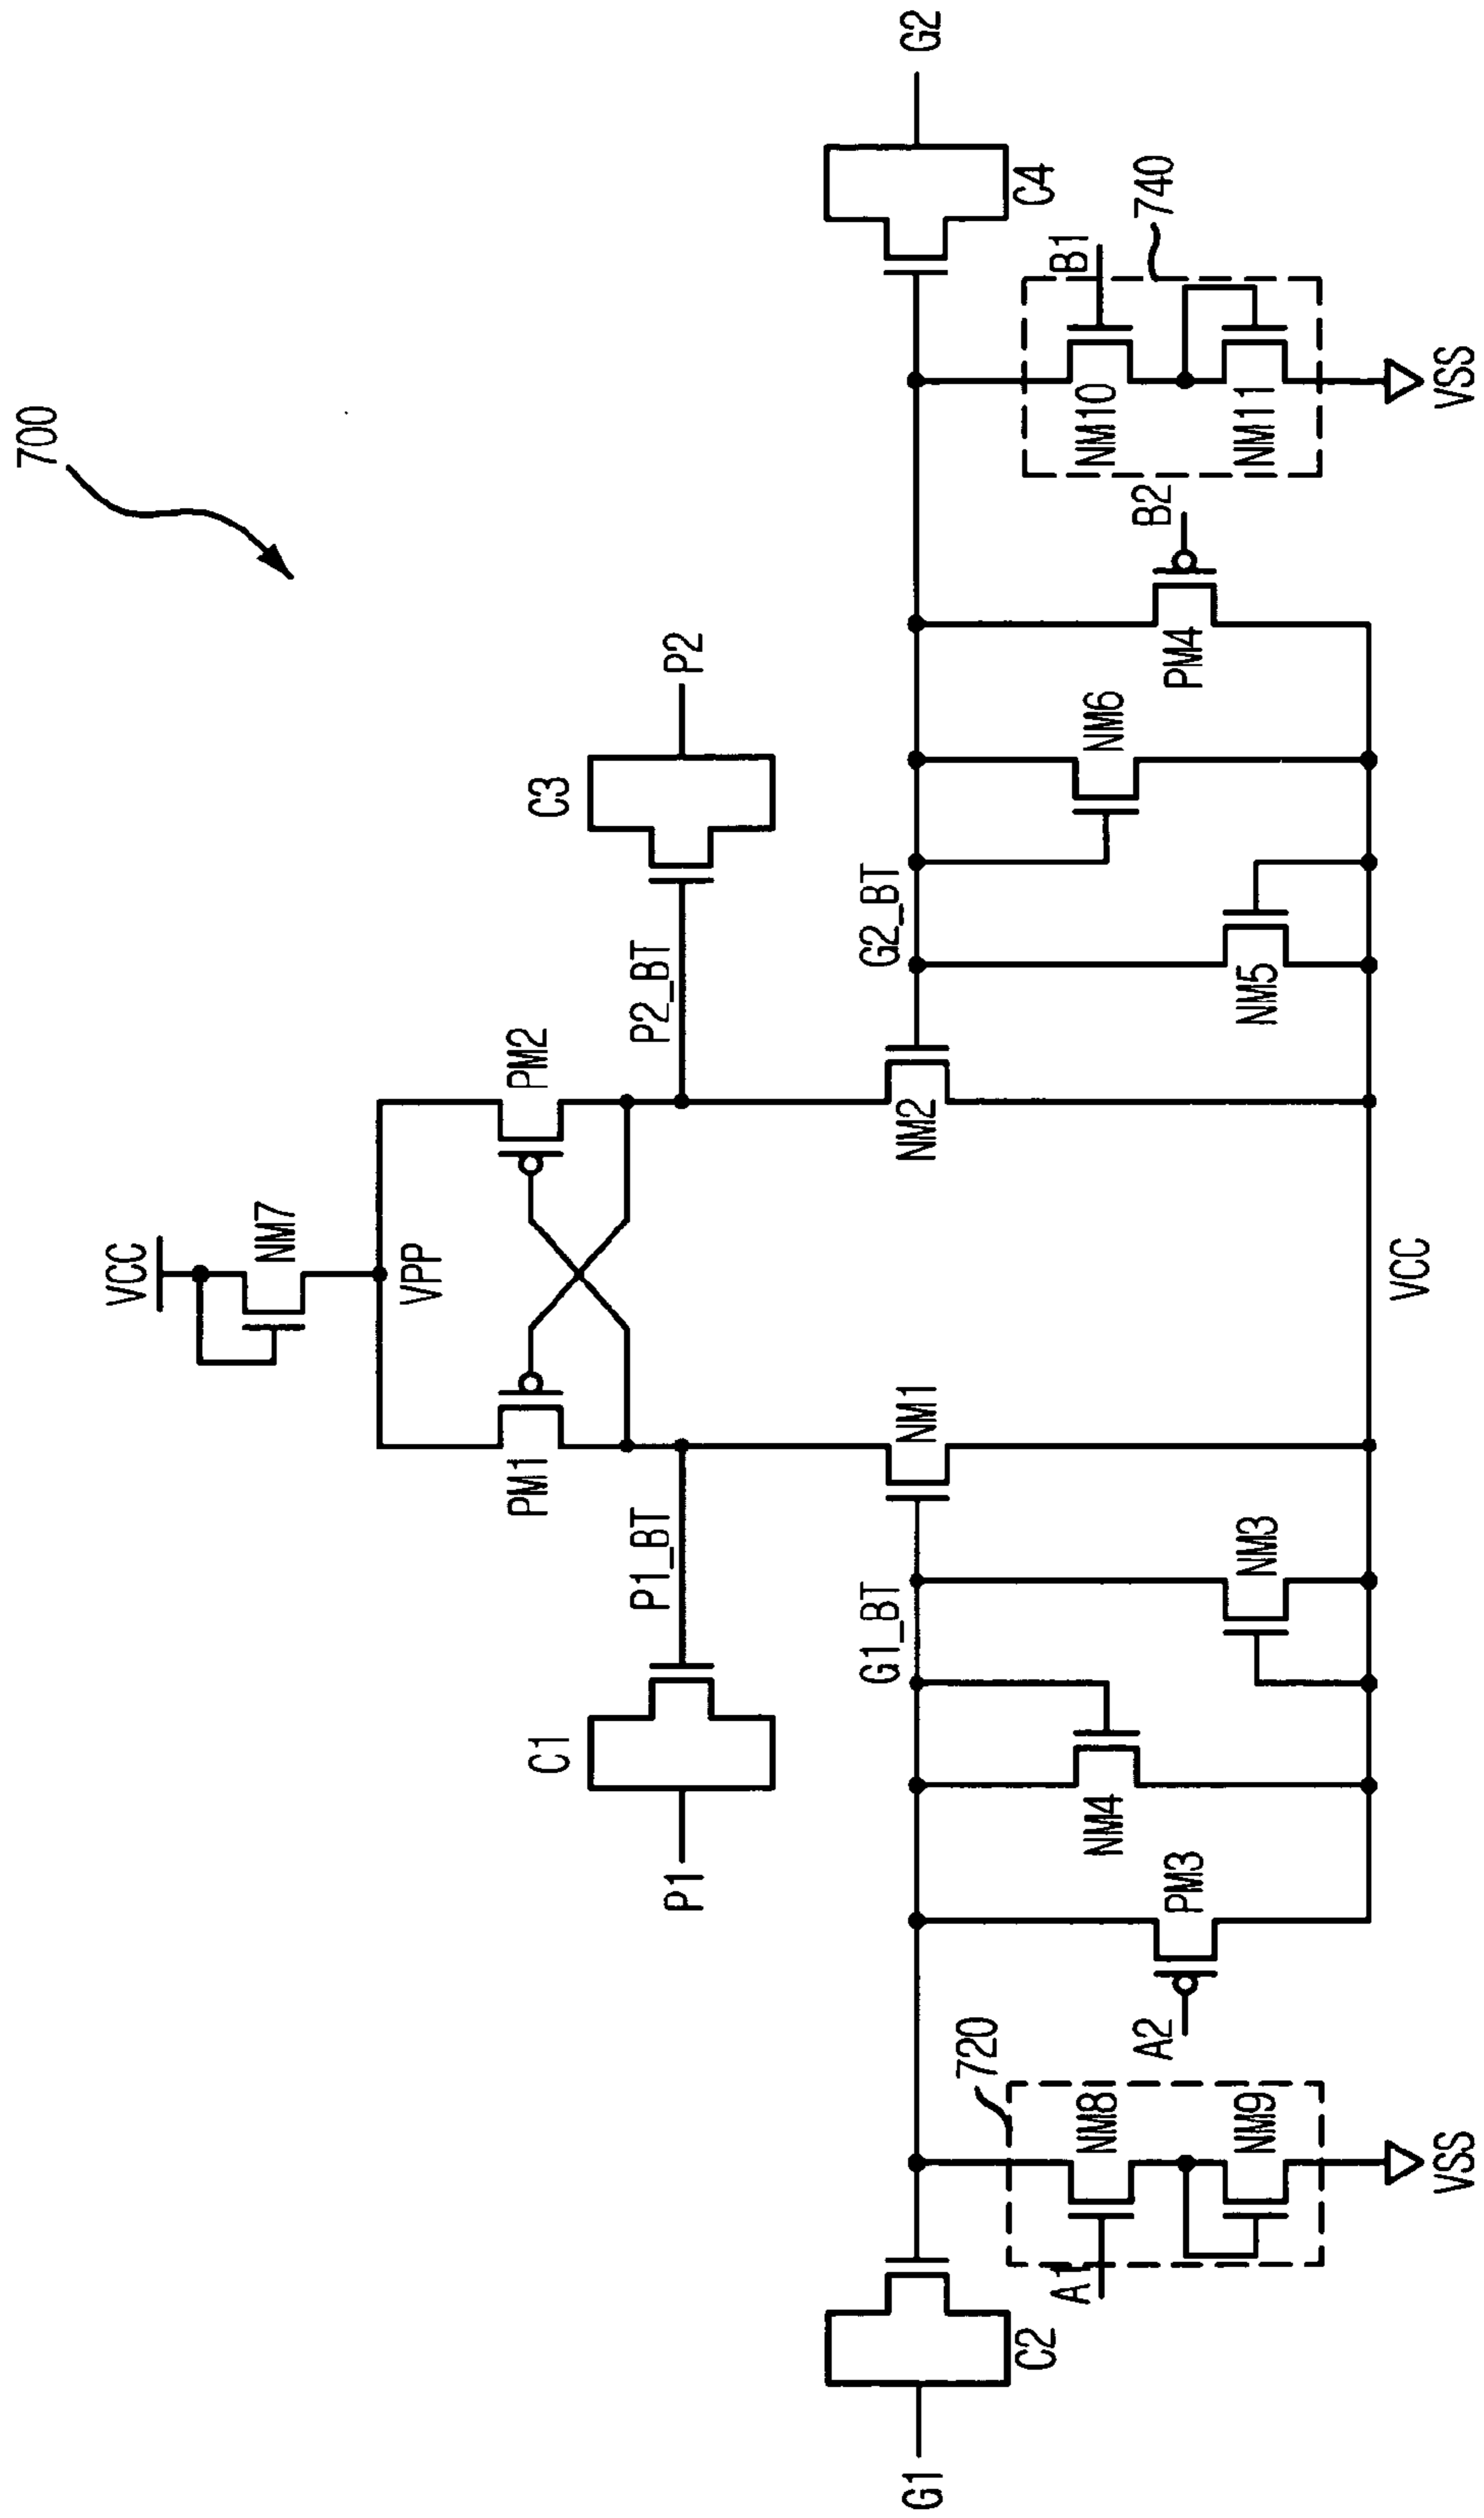 700
VCC
NM7
VPP
PM1
PM2
C1
C3
P1
P1_BT
P2_BT
P2
G1
C2
G1_BT
NM1
NM2
G2_BT
C4
G2
720
A1
NM8
NM9
VSS
A2
PM3
NM4
NM3
VCC
NM5
NM6
PM4
B2
NM10
NM11
B1
740
VSS